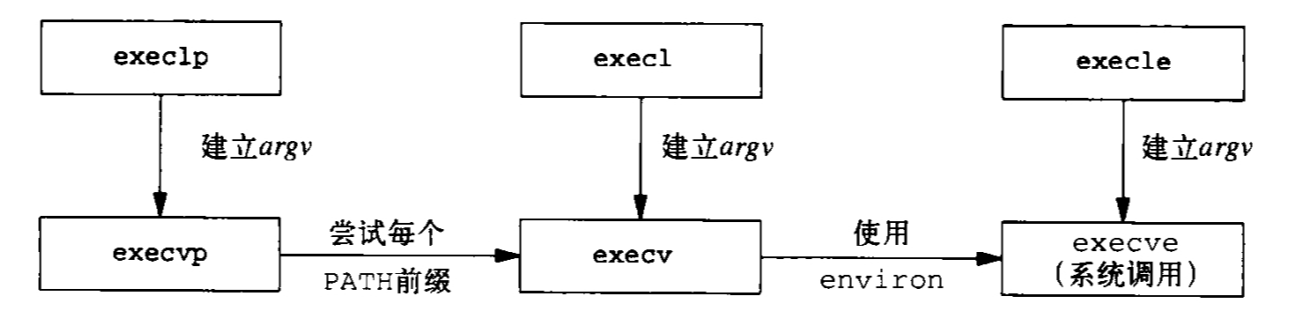 execlp
execl
execle
建立argv
建立argv
建立argv
execvp
尝试每个
PATH前缀
execv
使用
environ
execve
(系统调用)